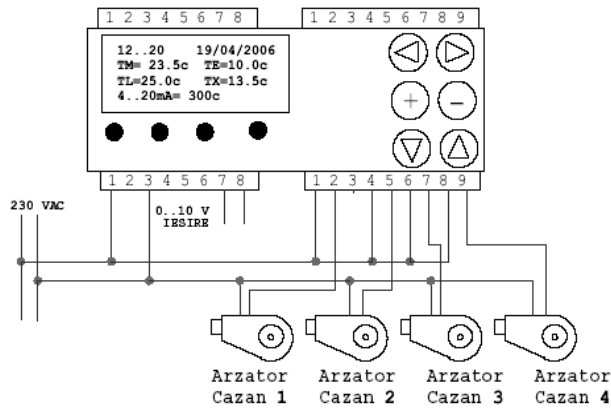 1 2 3 4 5 6 7 8 1 2 3 4 5 6 7 8 9
12..20 19/04/2006
TM= 23.5c TE=10.0c
TL=25.0c TX=13.5c
4..20mA= 300c
+ -
1 2 3 4 5 6 7 8 1 2 3 4 5 6 7 8 9
230 VAC
0..10 V
IESIRE
Arzator Cazan 1
Arzator Cazan 2
Arzator Cazan 3
Arzator Cazan 4